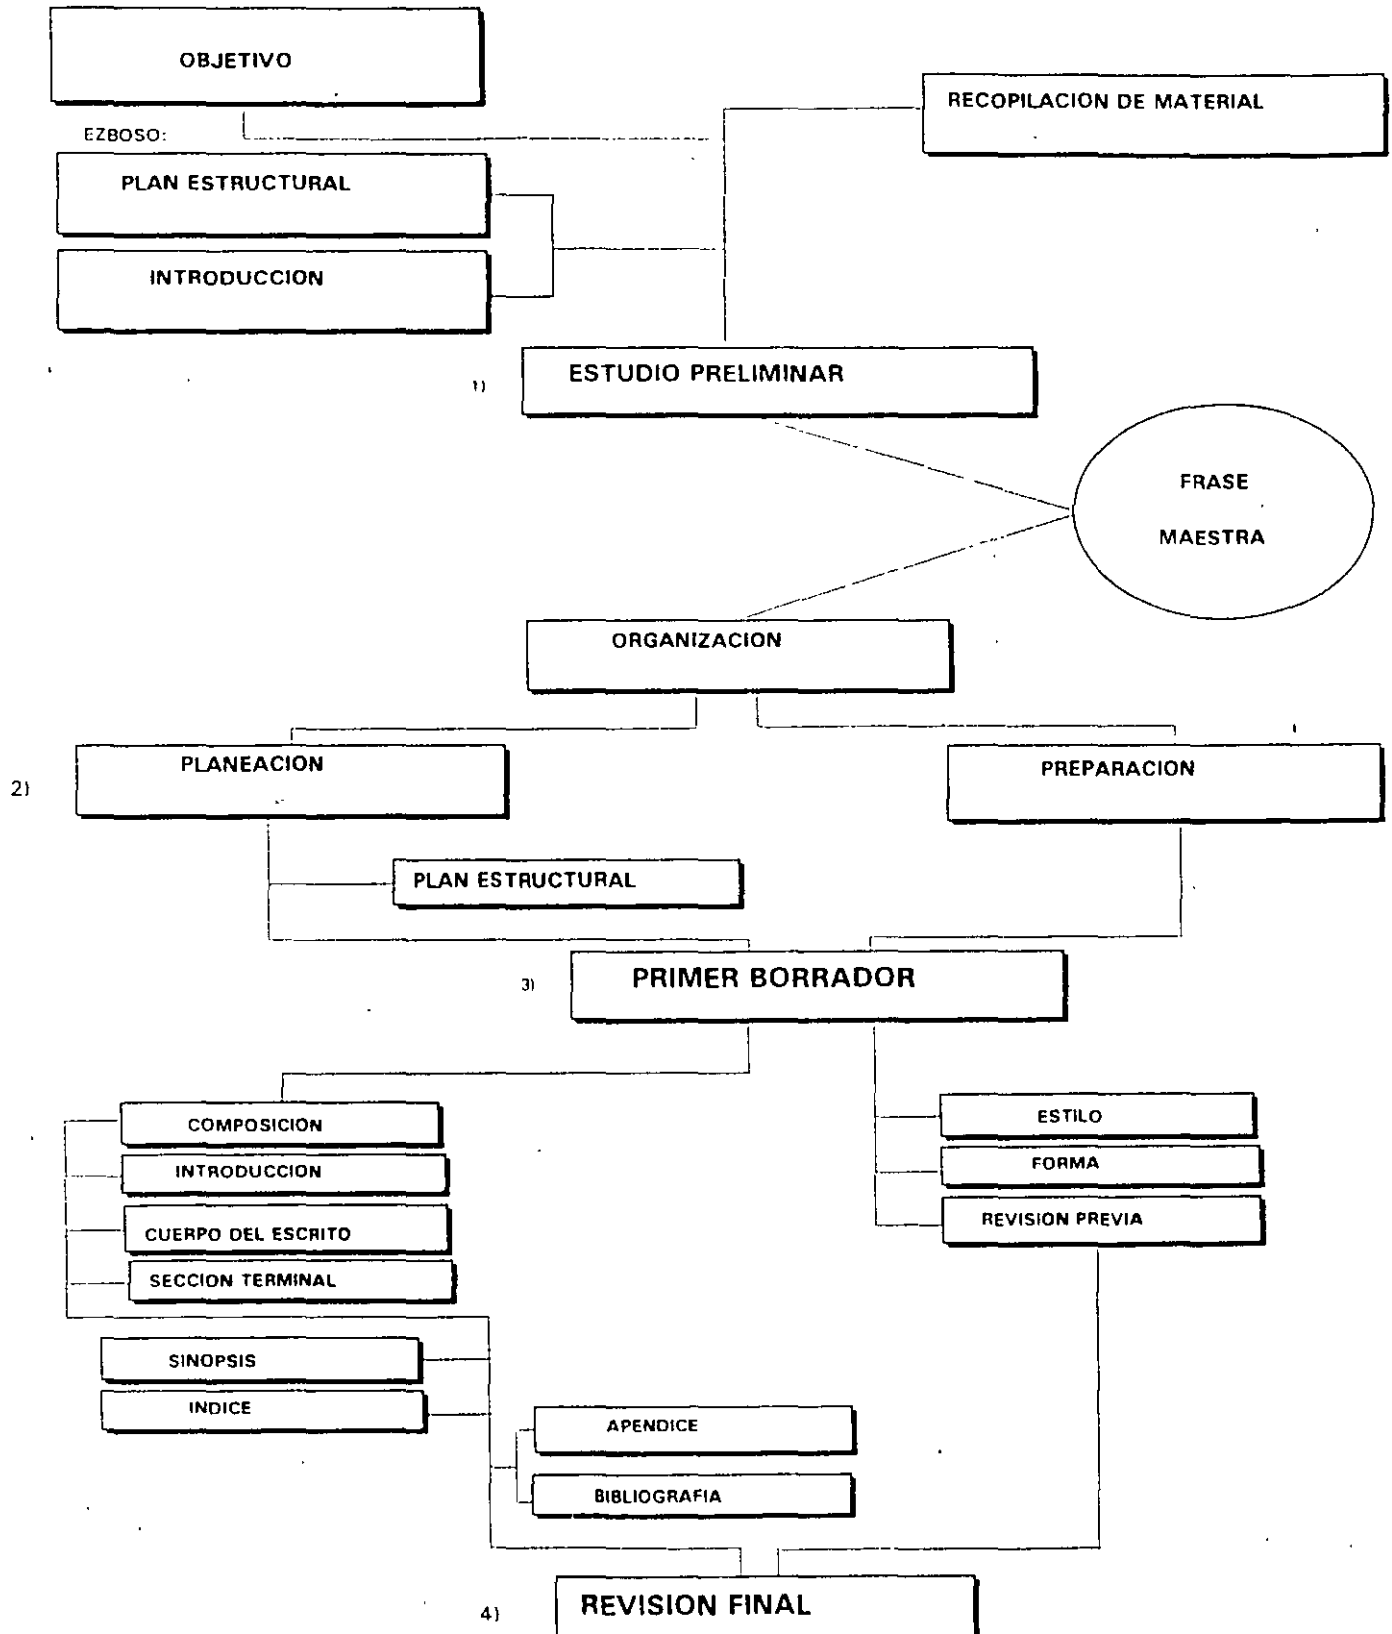 OBJETIVO
RECOPILACION DE MATERIAL
EZBOSO:
PLAN ESTRUCTURAL
INTRODUCCION
1)
ESTUDIO PRELIMINAR
FRASE
MAESTRA
ORGANIZACION
2)
PLANEACION
PREPARACION
PLAN ESTRUCTURAL
3)
PRIMER BORRADOR
COMPOSICION
INTRODUCCION
CUERPO DEL ESCRITO
SECCION TERMINAL
ESTILO
FORMA
REVISION PREVIA
SINOPSIS
INDICE
APENDICE
BIBLIOGRAFIA
4)
REVISION FINAL